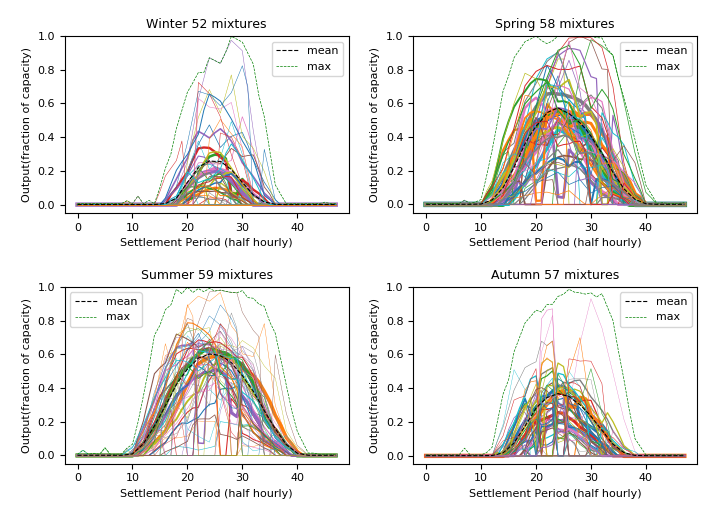 Winter 52 mixtures
Output(fraction of capacity)
1.0
0.8
0.6
0.4
0.2
0.0
mean
max
0 10 20 30 40
Settlement Period (half hourly)
Spring 58 mixtures
Output(fraction of capacity)
1.0
0.8
0.6
0.4
0.2
0.0
mean
max
0 10 20 30 40
Settlement Period (half hourly)
Summer 59 mixtures
Output(fraction of capacity)
1.0
0.8
0.6
0.4
0.2
0.0
mean
max
0 10 20 30 40
Settlement Period (half hourly)
Autumn 57 mixtures
Output(fraction of capacity)
1.0
0.8
0.6
0.4
0.2
0.0
mean
max
0 10 20 30 40
Settlement Period (half hourly)